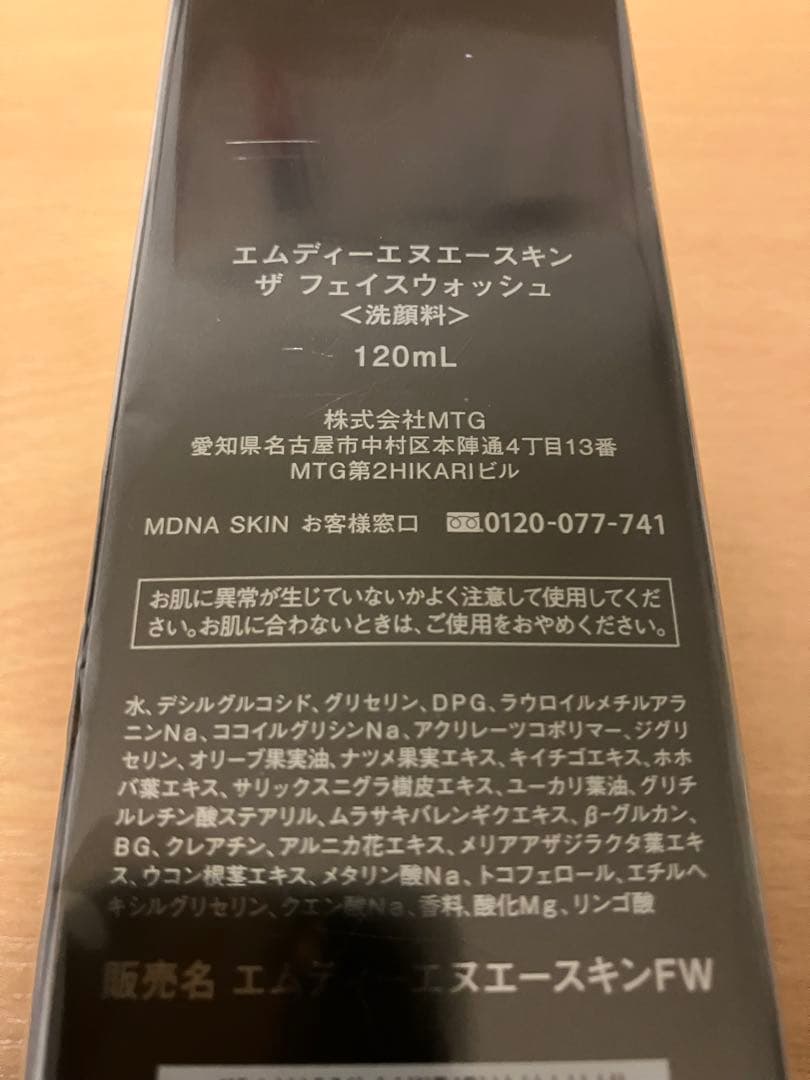 エムディーエヌエースキン
ザ フェイスウォッシュ
<洗顔料>
120mL
株式会社MTG
愛知県名古屋市中村区本陣通4丁目13番
MTG第2HIKARIビル
MDNA SKIN お客様窓口 0120-077-741
お肌に異常が生じていないかよく注意して使用してくだ
さい。お肌に合わないときは、ご使用をおやめください。
水、デシルグルコシド、グリセリン、DPG、ラウロイルメチルアラ
ニンNa、ココイルグリシンNa、アクリレーツコポリマー、ジグリ
セリン、オリーブ果実油、ナツメ果実エキス、キイチゴエキス、ホホ
バ葉エキス、サリックスニグラ樹皮エキス、ユーカリ葉油、グリチ
ルレチン酸ステアリル、ムラサキバレンギクエキス、β-グルカン、
BG、クレアチン、アルニカ花エキス、メリアアザジラクタ葉エキ
ス、ウコン根茎エキス、メタリン酸Na、トコフェロール、エチルヘ
キシルグリセリン、クエン酸Na、香料、酸化Mg、リンゴ酸
販売名 エムディーエヌエースキンFW